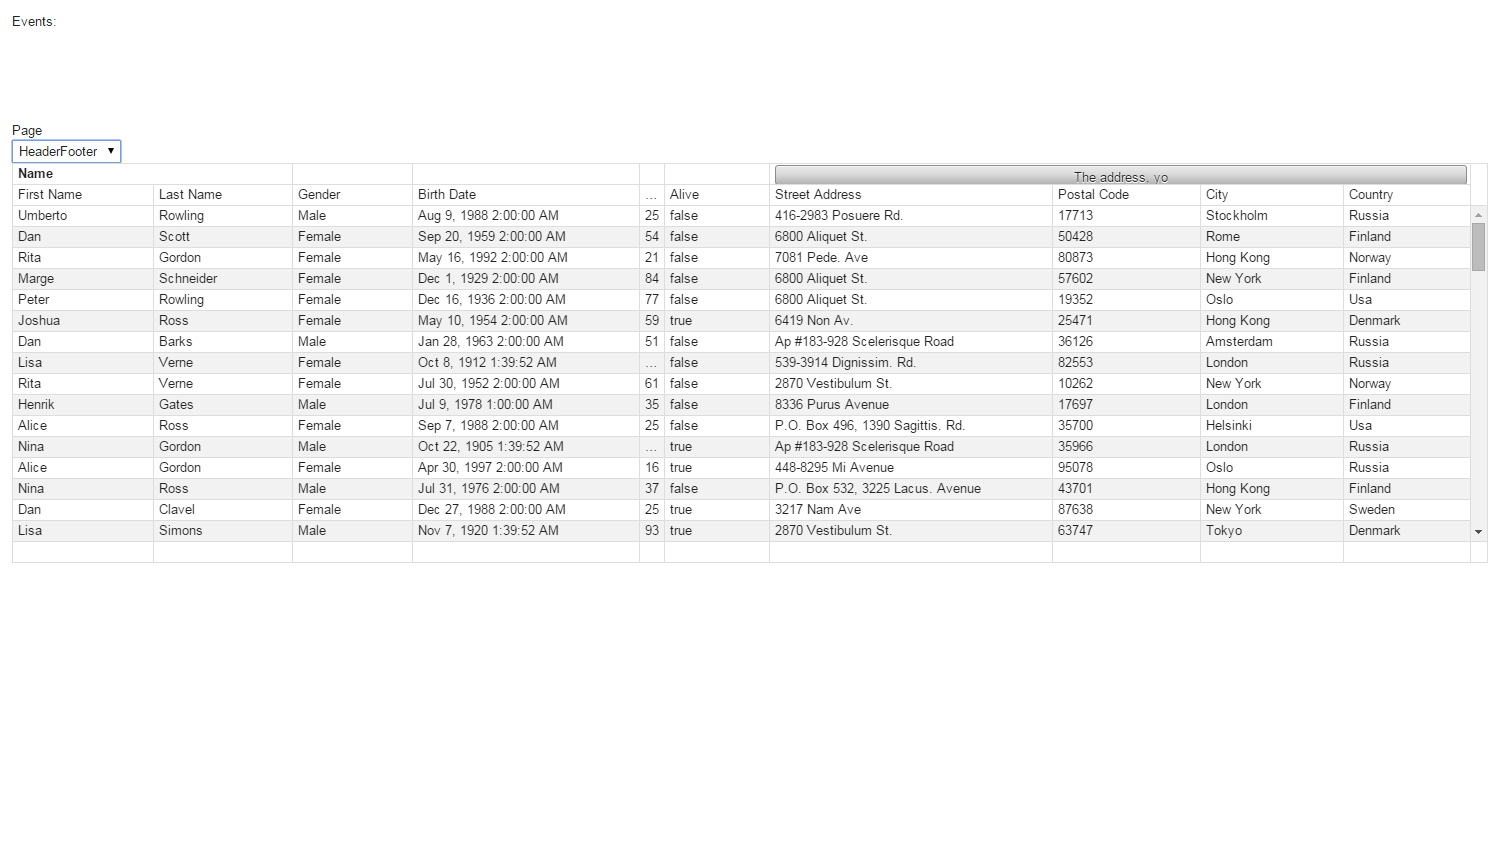 Events:
Page
HeaderFooter
Name The address, yo
First Name Last Name Gender Birth Date ... Alive Street Address Postal Code City Country
Umberto Rowling Male Aug 9, 1988 2:00:00 AM 25 false 416-2983 Posuere Rd. 17713 Stockholm Russia
Dan Scott Female Sep 20, 1959 2:00:00 AM 54 false 6800 Aliquet St. 50428 Rome Finland
Rita Gordon Female May 16, 1992 2:00:00 AM 21 false 7081 Pede. Ave 80873 Hong Kong Norway
Marge Schneider Female Dec 1, 1929 2:00:00 AM 84 false 6800 Aliquet St. 57602 New York Finland
Peter Rowling Female Dec 16, 1936 2:00:00 AM 77 false 6800 Aliquet St. 19352 Oslo Usa
Joshua Ross Female May 10, 1954 2:00:00 AM 59 true 6419 Non Av. 25471 Hong Kong Denmark
Dan Barks Male Jan 28, 1963 2:00:00 AM 51 false Ap #183-928 Scelerisque Road 36126 Amsterdam Russia
Lisa Verne Female Oct 8, 1912 1:39:52 AM ... false 539-3914 Dignissim. Rd. 82553 London Russia
Rita Verne Female Jul 30, 1952 2:00:00 AM 61 false 2870 Vestibulum St. 10262 New York Norway
Henrik Gates Male Jul 9, 1978 1:00:00 AM 35 false 8336 Purus Avenue 17697 London Finland
Alice Ross Female Sep 7, 1988 2:00:00 AM 25 false P.O. Box 496, 1390 Sagittis. Rd. 35700 Helsinki Usa
Nina Gordon Male Oct 22, 1905 1:39:52 AM ... true Ap #183-928 Scelerisque Road 35966 London Russia
Alice Gordon Female Apr 30, 1997 2:00:00 AM 16 true 448-8295 Mi Avenue 95078 Oslo Russia
Nina Ross Male Jul 31, 1976 2:00:00 AM 37 false P.O. Box 532, 3225 Lacus. Avenue 43701 Hong Kong Finland
Dan Clavel Female Dec 27, 1988 2:00:00 AM 25 true 3217 Nam Ave 87638 New York Sweden
Lisa Simons Male Nov 7, 1920 1:39:52 AM 93 true 2870 Vestibulum St. 63747 Tokyo Denmark